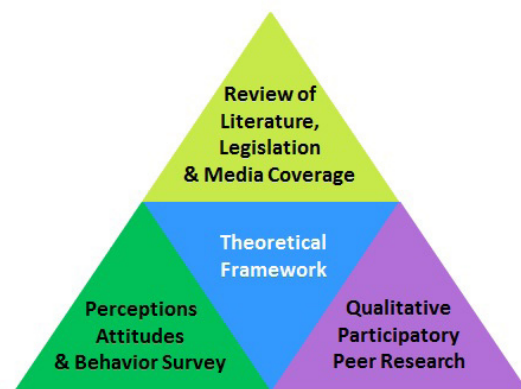 Review of
Literature,
Legislation
& Media Coverage
Theoretical
Framework
Perceptions
Attitudes
& Behavior Survey
Qualitative
Participatory
Peer Research